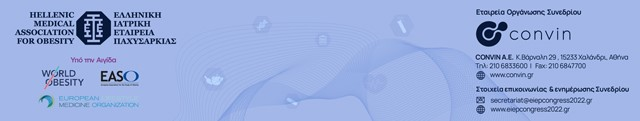 HELLENIC
MEDICAL
ASSOCIATION
FOR OBESITY
ΕΛΛΗΝΙΚΗ
ΙΑΤΡΙΚΗ
ΕΤΑΙΡΕΙΑ
ΠΑΧΥΣΑΡΚΙΑΣ
Υπό την Αιγίδα
WORLD
OBESITY
EASO
EUROPEAN
MEDICINE ORGANIZATION
Εταιρεία Οργάνωσης Συνεδρίου
convin
CONVIN A.E. Κ.Βάρναλη 29 , 15233 Χαλάνδρι, Αθήνα
Τηλ: 210 6833600 I Fax: 210 6847700
www.convin.gr
Στοιχεία επικοινωνίας & ενημέρωσης Συνεδρίου
secretariat@eiepcongress2022.gr
www.eiepcongress2022.gr